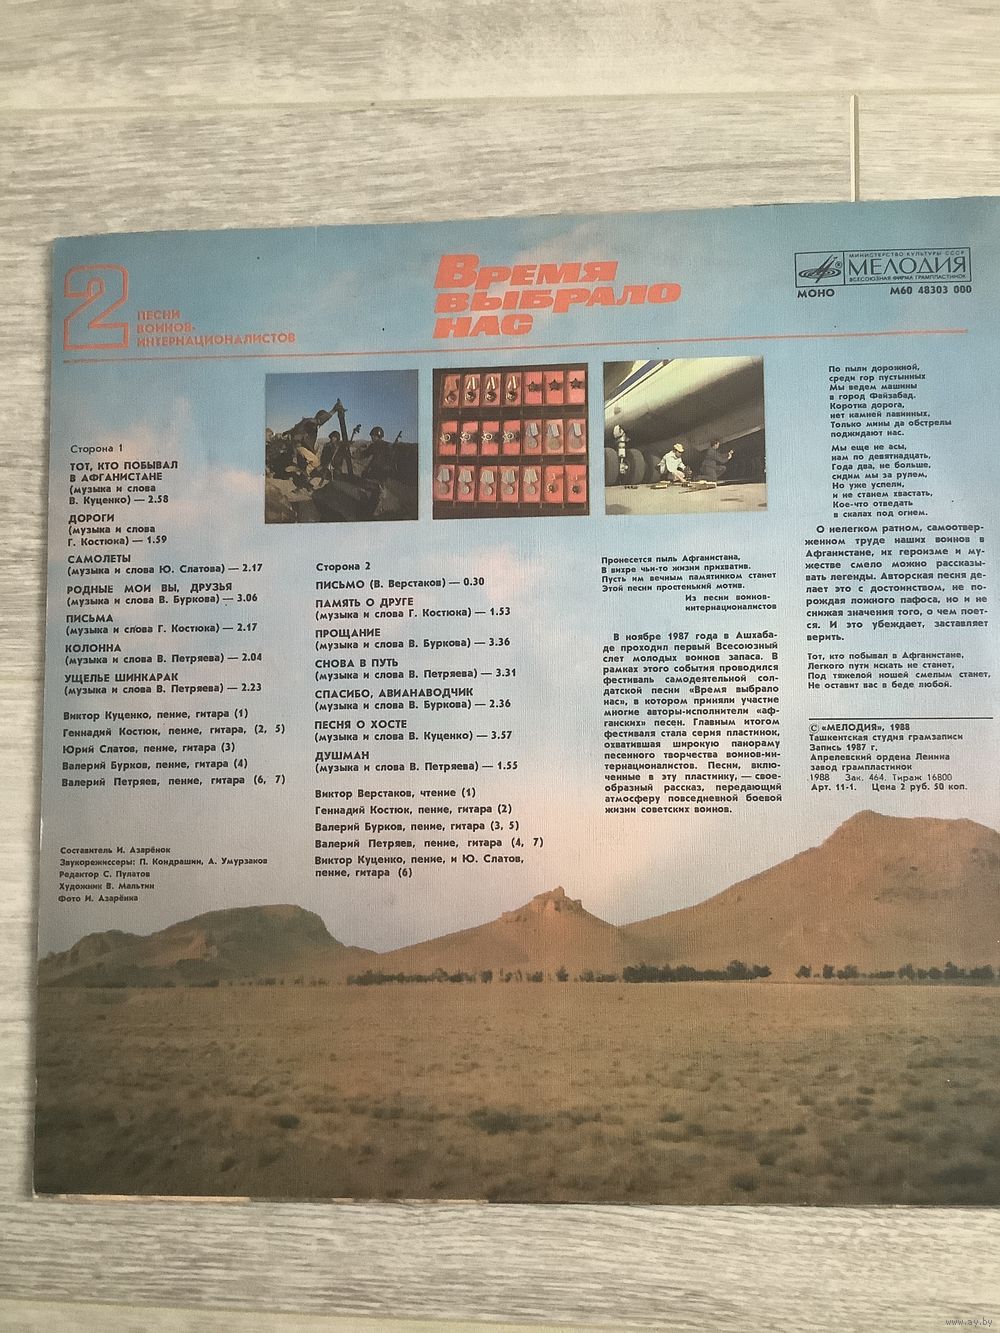 2
ПЕСНИ
ВОИНОВ-
ИНТЕРНАЦИОНАЛИСТОВ
ВРЕМЯ
ВЫБРАЛО
НАС
МИНИСТЕРСТВО КУЛЬТУРЫ СССР
МЕЛОДИЯ
ВСЕСОЮЗНАЯ ФИРМА ГРАМПЛАСТИНОК
МОНО
М60 48303 000
Сторона 1
ТОТ, КТО ПОБЫВАЛ
В АФГАНИСТАНЕ
(музыка и слова
В. Куценко) — 2.58
ДОРОГИ
(музыка и слова
Г. Костюка) — 1.59
САМОЛЕТЫ
(музыка и слова Ю. Слатова) — 2.17
РОДНЫЕ МОИ ВЫ, ДРУЗЬЯ
(музыка и слова В. Буркова) — 3.06
ПИСЬМА
(музыка и слова Г. Костюка) — 2.17
КОЛОННА
(музыка и слова В. Петряева) — 2.04
УЩЕЛЬЕ ШИНКАРАК
(музыка и слова В. Петряева) — 2.23
Виктор Куценко, пение, гитара (1)
Геннадий Костюк, пение, гитара, (2, 5)
Юрий Слатов, пение, гитара (3)
Валерий Бурков, пение, гитара (4)
Валерий Петряев, пение, гитара (6, 7)
Составитель И. Азарёнок
Звукорежиссеры: П. Кондрашин, А. Умурзаков
Редактор С. Пулатов
Художник В. Мальгин
Фото И. Азарёнка
Сторона 2
ПИСЬМО (В. Верстаков) — 0.30
ПАМЯТЬ О ДРУГЕ
(музыка и слова Г. Костюка) — 1.53
ПРОЩАНИЕ
(музыка и слова В. Буркова) — 3.36
СНОВА В ПУТЬ
(музыка и слова В. Петряева) — 3.31
СПАСИБО, АВИАНАВОДЧИК
(музыка и слова В. Буркова) — 2.36
ПЕСНЯ О ХОСТЕ
(музыка и слова В. Куценко) — 3.57
ДУШМАН
(музыка и слова В. Петряева) — 1.55
Виктор Верстаков, чтение (1)
Геннадий Костюк, пение, гитара (2)
Валерий Бурков, пение, гитара (3, 5)
Валерий Петряев, пение, гитара (4, 7)
Виктор Куценко, пение, и Ю. Слатов,
пение, гитара (6)
Пронесется пыль Афганистана,
В вихре чьи-то жизни прихватив.
Пусть им вечным памятником станет
Этой песни простенький мотив.
Из песни воинов-
интернационалистов
В ноябре 1987 года в Ашхаба-
де проходил первый Всесоюзный
слет молодых воинов запаса. В
рамках этого события проводился
фестиваль самодеятельной сол-
датской песни «Время выбрало
нас», в котором приняли участие
многие авторы-исполнители «аф-
ганских» песен. Главным итогом
фестиваля стала серия пластинок,
охватившая широкую панораму
песенного творчества воинов-ин-
тернационалистов. Песни, вклю-
ченные в эту пластинку, — свое-
образный рассказ, передающий
атмосферу повседневной боевой
жизни советских воинов.
По пыли дорожной,
среди гор пустынных
Мы ведем машины
в город Файзабад.
Коротка дорога,
нет камней лавинных,
Только мины да обстрелы
поджидают нас.
Мы еще не асы,
нам по девятнадцать,
Года два, не больше,
сидим мы за рулем,
Но уже успели,
и не станем хвастать,
Кое-что отведать
в скалах под огнем.
О нелегком ратном, самоотвер-
женном труде наших воинов в
Афганистане, их героизме и му-
жестве смело можно рассказы-
вать легенды. Авторская песня де-
лает это с достоинством, не по-
рождая ложного пафоса, но и не
снижая значения того, о чем поет-
ся. И это убеждает, заставляет
верить.
Тот, кто побывал в Афганистане,
Легкого пути искать не станет,
Под тяжелой ношей смелым станет,
Не оставит вас в беде любой.
© «МЕЛОДИЯ», 1988
Ташкентская студия грамзаписи
Запись 1987 г.
Апрелевский ордена Ленина
завод грампластинок
1988 Зак. 464. Тираж 16800
Арт. 11-1. Цена 2 руб. 50 коп.
www.ay.by